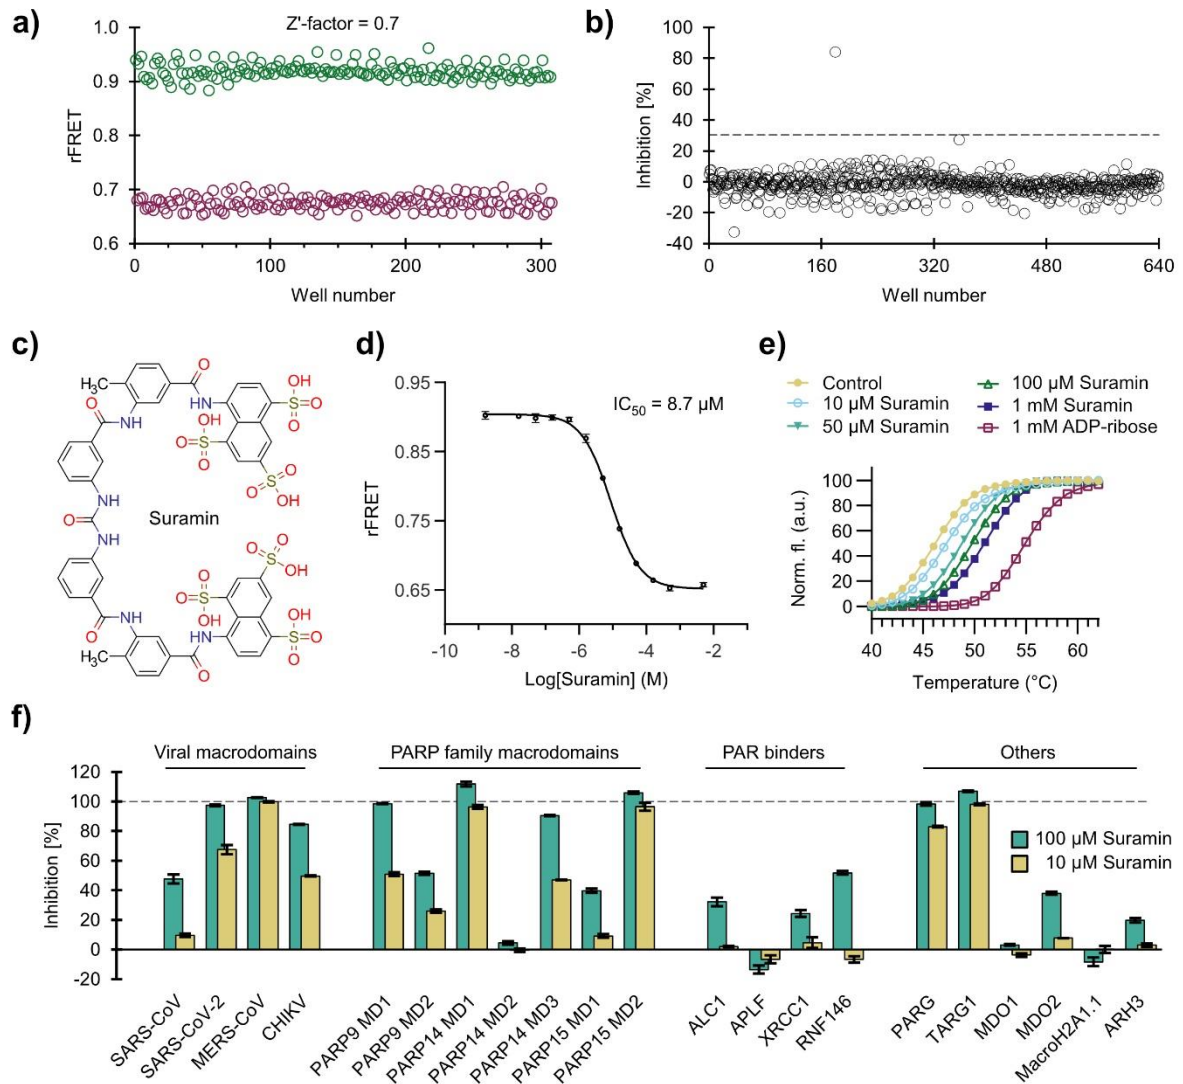 a)
Z'-factor = 0.7
1.0
0.9
0.8
0.7
0.6
rFRET
0
100
200
300
Well number
b)
100
80
60
40
20
0
-20
-40
Inhibition [%]
0
160
320
480
640
Well number
c)
H₃C
O
NH
O
HN
O
S
OH
O
OH
O
S
O
O
S
O
OH
NH
O
NH
Suramin
O
S
O
OH
O
S
O
OH
O
NH
O
HN
S
OH
O
O
H₃C
d)
0.95
0.85
0.75
0.65
rFRET
IC₅₀ = 8.7 µM
-10
-8
-6
-4
-2
Log[Suramin] (M)
e)
Control
10 µM Suramin
50 µM Suramin
100 µM Suramin
1 mM Suramin
1 mM ADP-ribose
100
80
60
40
20
0
Norm. fl. (a.u.)
40
45
50
55
60
Temperature (°C)
f)
Viral macrodomains
PARP family macrodomains
PAR binders
Others
120
100
80
60
40
20
0
-20
Inhibition [%]
100 µM Suramin
10 µM Suramin
SARS-CoV
SARS-CoV-2
MERS-CoV
CHIKV
PARP9 MD1
PARP9 MD2
PARP14 MD1
PARP14 MD2
PARP14 MD3
PARP15 MD1
PARP15 MD2
ALC1
APLF
XRCC1
RNF146
PARG
TARG1
MDO1
MDO2
MacroH2A1.1
ARH3